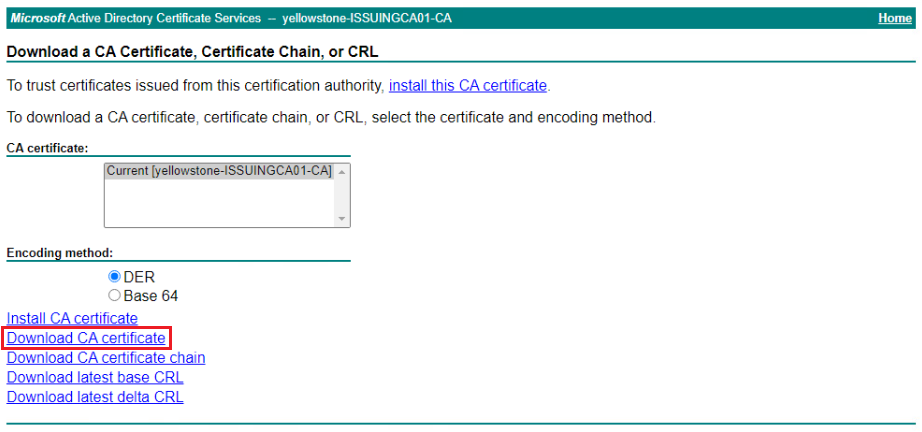 Microsoft Active Directory Certificate Services -- yellowstone-ISSUINGCA01-CA Home
Download a CA Certificate, Certificate Chain, or CRL
To trust certificates issued from this certification authority, install this CA certificate.
To download a CA certificate, certificate chain, or CRL, select the certificate and encoding method.
CA certificate:
Current [yellowstone-ISSUINGCA01-CA]
Encoding method:
DER
Base 64
Install CA certificate
Download CA certificate
Download CA certificate chain
Download latest base CRL
Download latest delta CRL